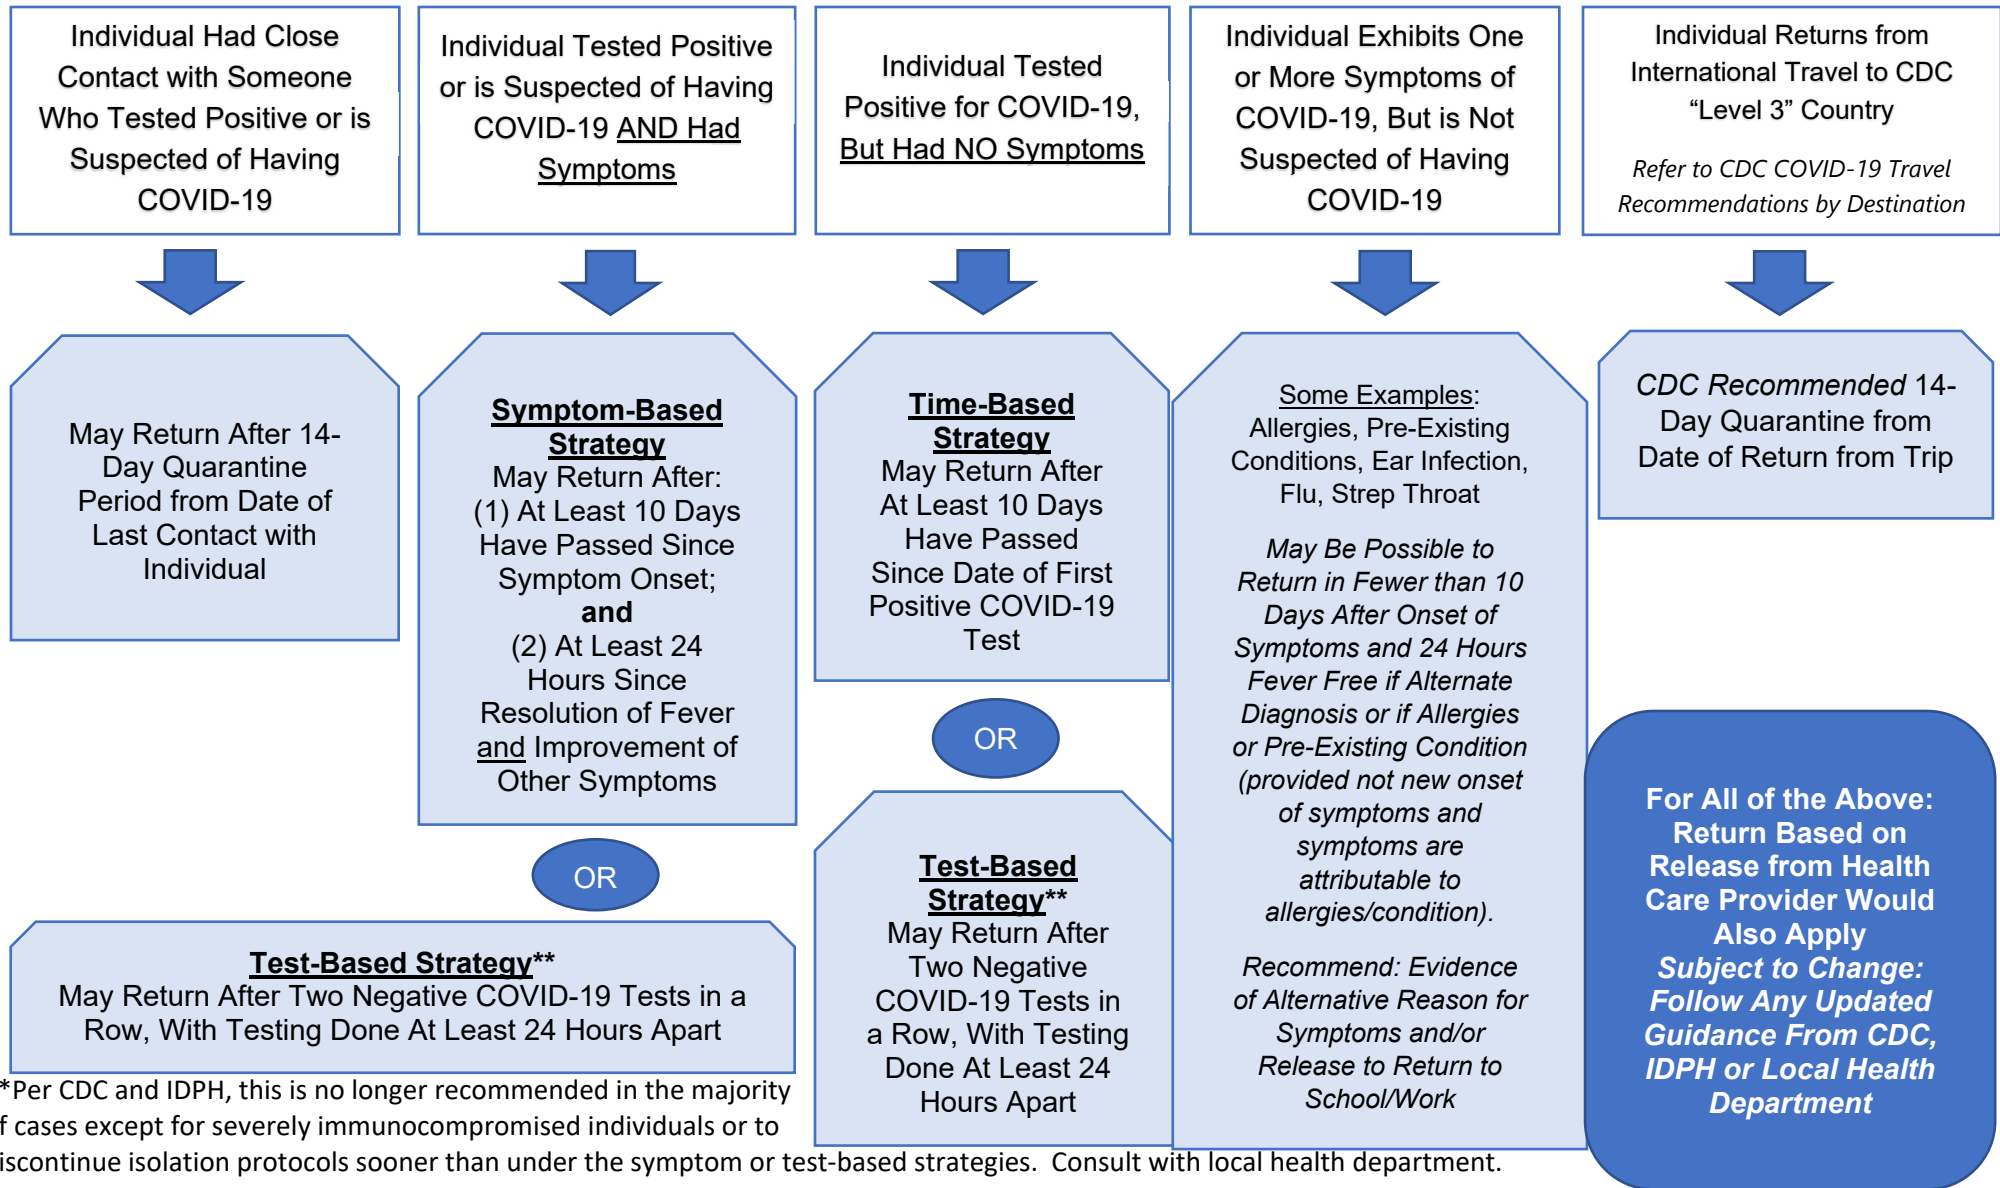 Individual Had Close
Contact with Someone
Who Tested Positive or is
Suspected of Having
COVID-19
Individual Tested Positive
or is Suspected of Having
COVID-19 AND Had
Symptoms
Individual Tested
Positive for COVID-19,
But Had NO Symptoms
Individual Exhibits One
or More Symptoms of
COVID-19, But is Not
Suspected of Having
COVID-19
Individual Returns from
International Travel to CDC
“Level 3” Country
Refer to CDC COVID-19 Travel
Recommendations by Destination
May Return After 14-
Day Quarantine
Period from Date of
Last Contact with
Individual
Symptom-Based
Strategy
May Return After:
(1) At Least 10 Days
Have Passed Since
Symptom Onset;
and
(2) At Least 24
Hours Since
Resolution of Fever
and Improvement of
Other Symptoms
OR
Test-Based Strategy**
May Return After Two Negative COVID-19 Tests in a
Row, With Testing Done At Least 24 Hours Apart
Time-Based
Strategy
May Return After
At Least 10 Days
Have Passed
Since Date of First
Positive COVID-19
Test
OR
Test-Based
Strategy**
May Return After
Two Negative
COVID-19 Tests in
a Row, With Testing
Done At Least 24
Hours Apart
Some Examples:
Allergies, Pre-Existing
Conditions, Ear Infection,
Flu, Strep Throat
May Be Possible to
Return in Fewer than 10
Days After Onset of
Symptoms and 24 Hours
Fever Free if Alternate
Diagnosis or if Allergies
or Pre-Existing Condition
(provided not new onset
of symptoms and
symptoms are
attributable to
allergies/condition).
Recommend: Evidence
of Alternative Reason for
Symptoms and/or
Release to Return to
School/Work
CDC Recommended 14-
Day Quarantine from
Date of Return from Trip
For All of the Above:
Return Based on
Release from Health
Care Provider Would
Also Apply
Subject to Change:
Follow Any Updated
Guidance From CDC,
IDPH or Local Health
Department
*Per CDC and IDPH, this is no longer recommended in the majority
f cases except for severely immunocompromised individuals or to
iscontinue isolation protocols sooner than under the symptom or test-based strategies. Consult with local health department.